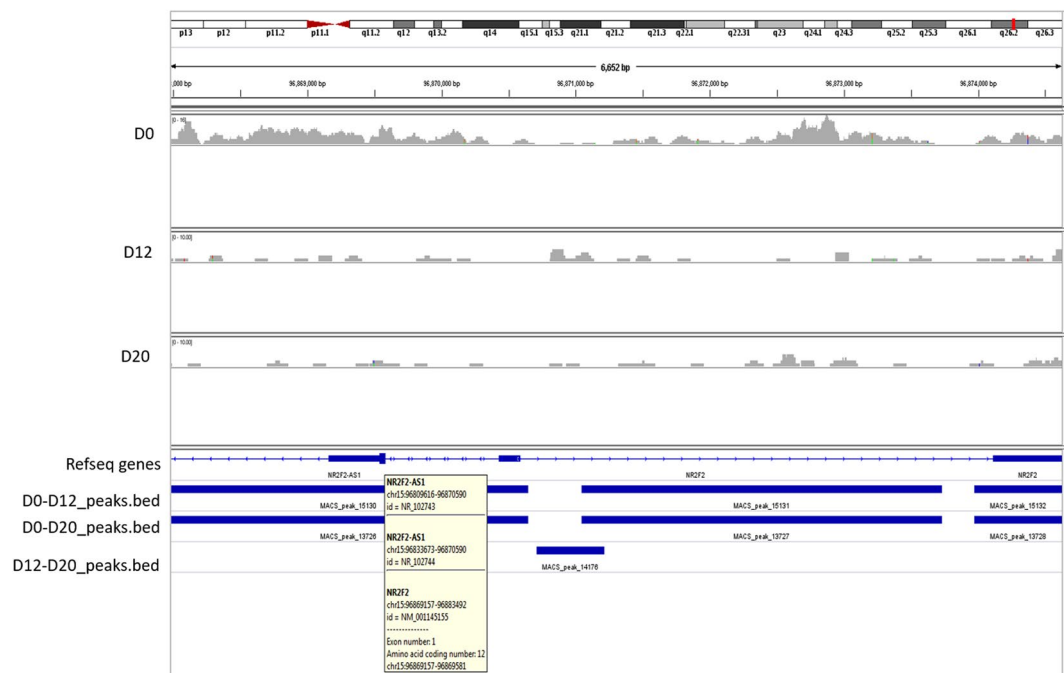 p13 p12 p11.2 p11.1 q11.2 q12 q13.2 q14 q15.1 q15.3 q21.1 q21.2 q21.3 q22.1 q22.31 q23 q24.1 q24.3 q25.2 q25.3 q26.1 q26.2 q26.3
6,652 bp
,000 bp 96,869,000 bp 96,870,000 bp 96,871,000 bp 96,872,000 bp 96,873,000 bp 96,874,000 bp
D0
D12
[0 - 10.00]
D20
[0 - 10.00]
Refseq genes
NR2F2-AS1 NR2F2 NR2F2
D0-D12_peaks.bed
MACS_peak_15130 MACS_peak_15131 MACS_peak_15132
D0-D20_peaks.bed
MACS_peak_13726 MACS_peak_13727 MACS_peak_13728
D12-D20_peaks.bed
MACS_peak_14176
NR2F2-AS1
chr15:96809616-96870590
id = NR_102743
NR2F2-AS1
chr15:96833673-96870590
id = NR_102744
NR2F2
chr15:96869157-96883492
id = NM_001145155
--------------
Exon number: 1
Amino acid coding number: 12
chr15:96869157-96869581